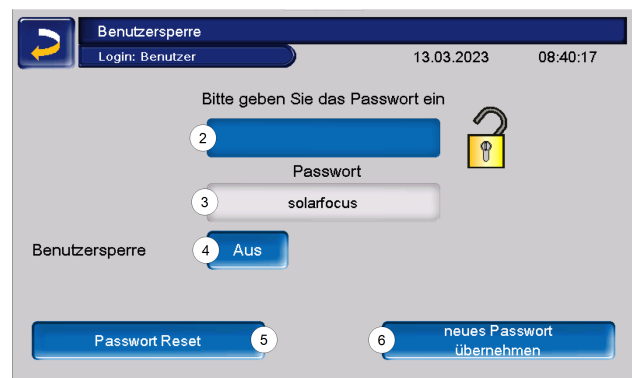 Benutzersperre
Login: Benutzer
13.03.2023 08:40:17
Bitte geben Sie das Passwort ein
2
Passwort
3 solarfocus
Benutzersperre 4 Aus
Passwort Reset 5
6 neues Passwort
übernehmen